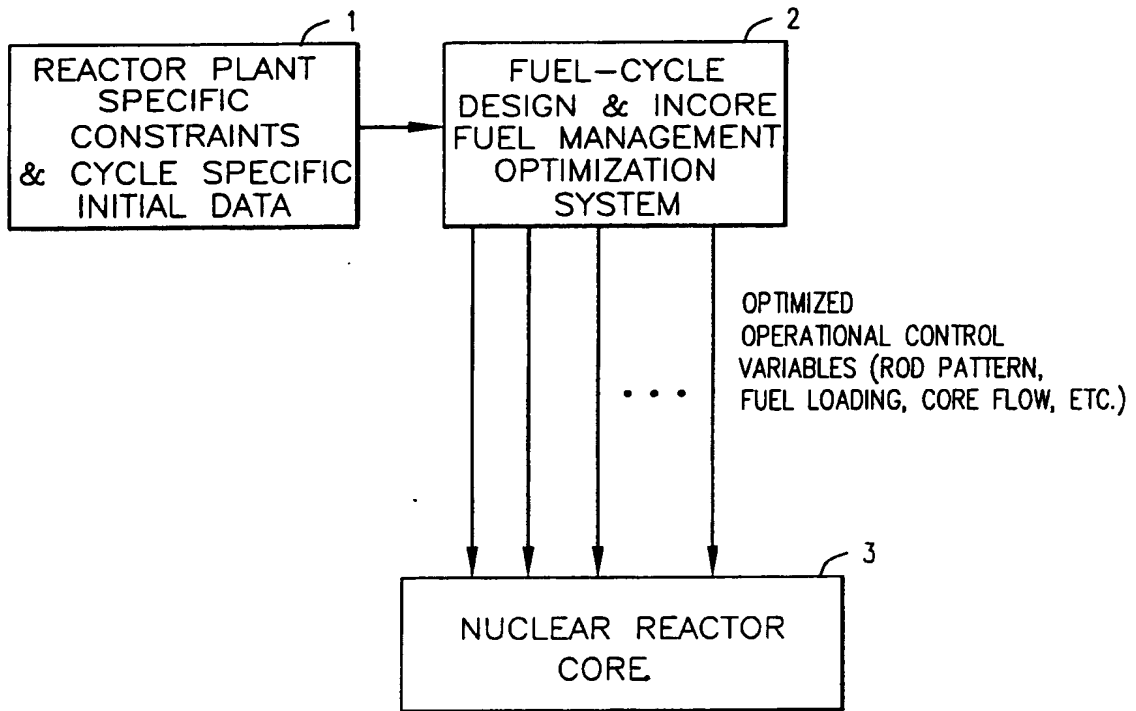 1
REACTOR PLANT
SPECIFIC
CONSTRAINTS
& CYCLE SPECIFIC
INITIAL DATA
2
FUEL-CYCLE
DESIGN & INCORE
FUEL MANAGEMENT
OPTIMIZATION
SYSTEM
OPTIMIZED
OPERATIONAL CONTROL
VARIABLES (ROD PATTERN,
FUEL LOADING, CORE FLOW, ETC.)
. . .
3
NUCLEAR REACTOR
CORE.